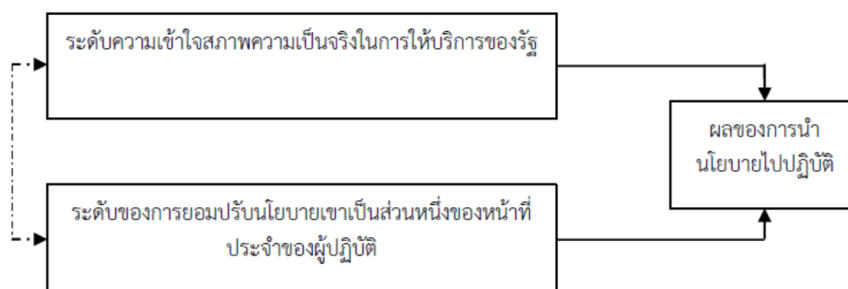 ระดับความเข้าใจสภาพความเป็นจริงในการให้บริการของรัฐ
ผลของการนำ
นโยบายไปปฏิบัติ
ระดับของการยอมปรับนโยบายเขาเป็นส่วนหนึ่งของหน้าที่
ประจำของผู้ปฏิบัติ